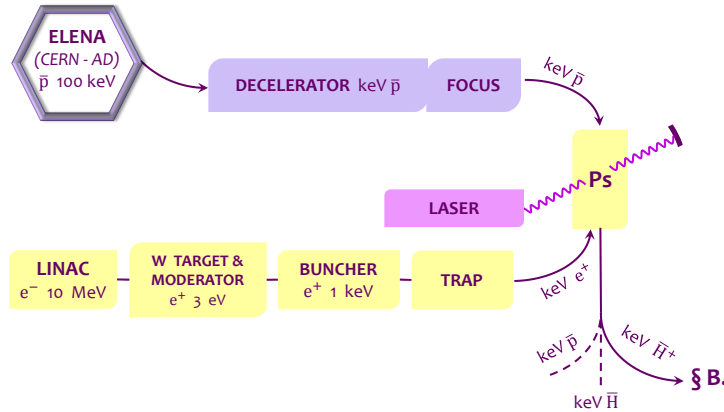 ELENA
(CERN - AD)
p̅ 100 keV
DECELERATOR keV p̅
FOCUS
keV p̅
Ps
LASER
LINAC
e⁻ 10 MeV
W TARGET &
MODERATOR
e⁺ 3 eV
BUNCHER
e⁺ 1 keV
TRAP
keV e⁺
keV p̅
keV H̅⁺
§ B.
keV H̅